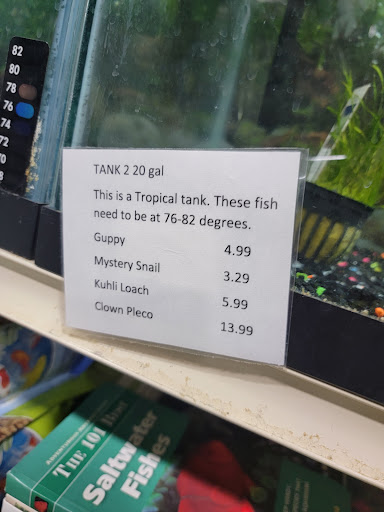 82
80
78
76
74
72
70
68
TANK 2 20 gal
This is a Tropical tank. These fish
need to be at 76-82 degrees.
Guppy 4.99
Mystery Snail 3.29
Kuhli Loach 5.99
Clown Pleco 13.99
THE 101 BEST
Saltwater
Fishes